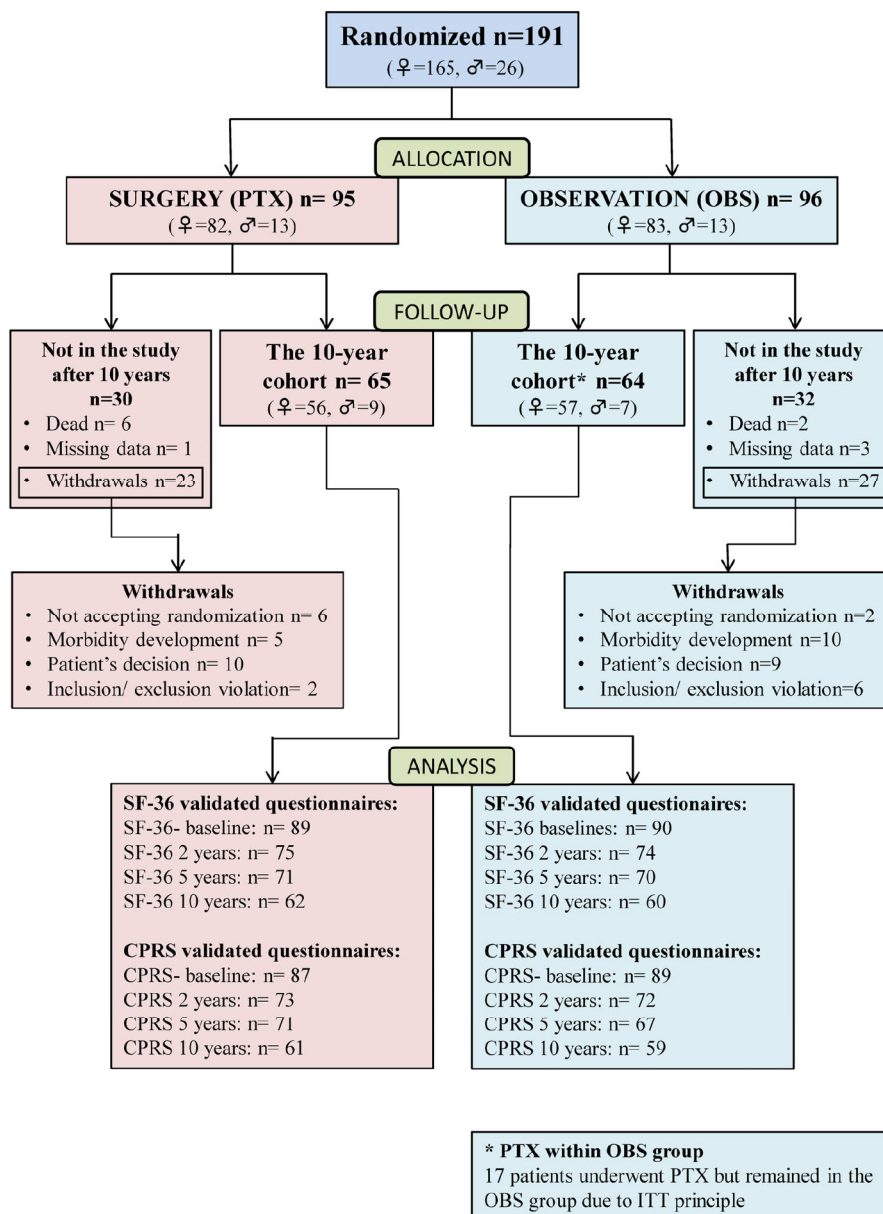 Randomized n=191
(♀=165, ♂=26)
ALLOCATION
SURGERY (PTX) n= 95
(♀=82, ♂=13)
OBSERVATION (OBS) n= 96
(♀=83, ♂=13)
FOLLOW-UP
Not in the study
after 10 years
n=30
• Dead n= 6
• Missing data n= 1
• Withdrawals n=23
The 10-year
cohort n= 65
(♀=56, ♂=9)
The 10-year
cohort* n=64
(♀=57, ♂=7)
Not in the study
after 10 years
n=32
• Dead n=2
• Missing data n=3
• Withdrawals n=27
Withdrawals
• Not accepting randomization n= 6
• Morbidity development n= 5
• Patient's decision n= 10
• Inclusion/ exclusion violation= 2
Withdrawals
• Not accepting randomization n=2
• Morbidity development n=10
• Patient's decision n=9
• Inclusion/ exclusion violation=6
ANALYSIS
SF-36 validated questionnaires:
SF-36- baseline: n= 89
SF-36 2 years: n= 75
SF-36 5 years: n= 71
SF-36 10 years: n= 62
CPRS validated questionnaires:
CPRS- baseline: n= 87
CPRS 2 years: n= 73
CPRS 5 years: n= 71
CPRS 10 years: n= 61
SF-36 validated questionaires:
SF-36 baselines: n= 90
SF-36 2 years: n= 74
SF-36 5 years: n= 70
SF-36 10 years: n= 60
CPRS validated questionnaires:
CPRS- baseline: n= 89
CPRS 2 years: n= 72
CPRS 5 years: n= 67
CPRS 10 years: n= 59
* PTX within OBS group
17 patients underwent PTX but remained in the
OBS group due to ITT principle